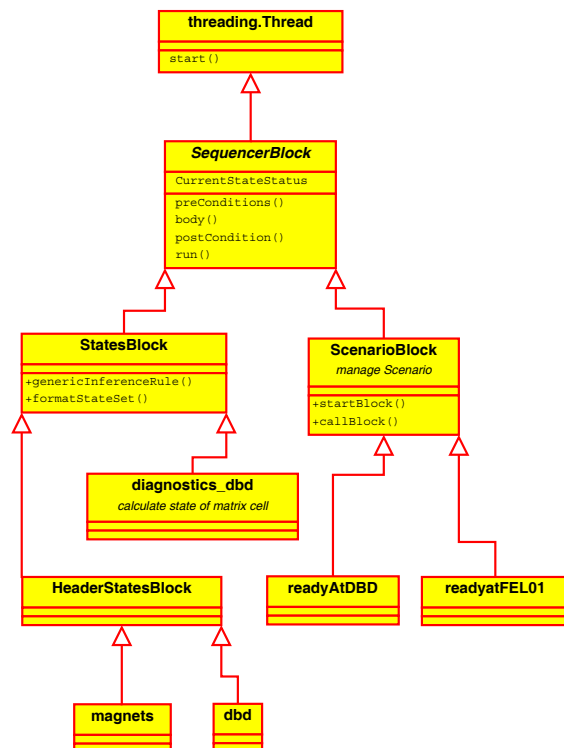 threading.Thread
start()
SequencerBlock
CurrentStateStatus
preConditions()
body()
postCondition()
run()
StatesBlock
+genericInferenceRule()
+formatStateSet()
ScenarioBlock
manage Scenario
+startBlock()
+callBlock()
diagnostics_dbd
calculate state of matrix cell
HeaderStatesBlock
readyAtDBD
readyatFEL01
magnets
dbd